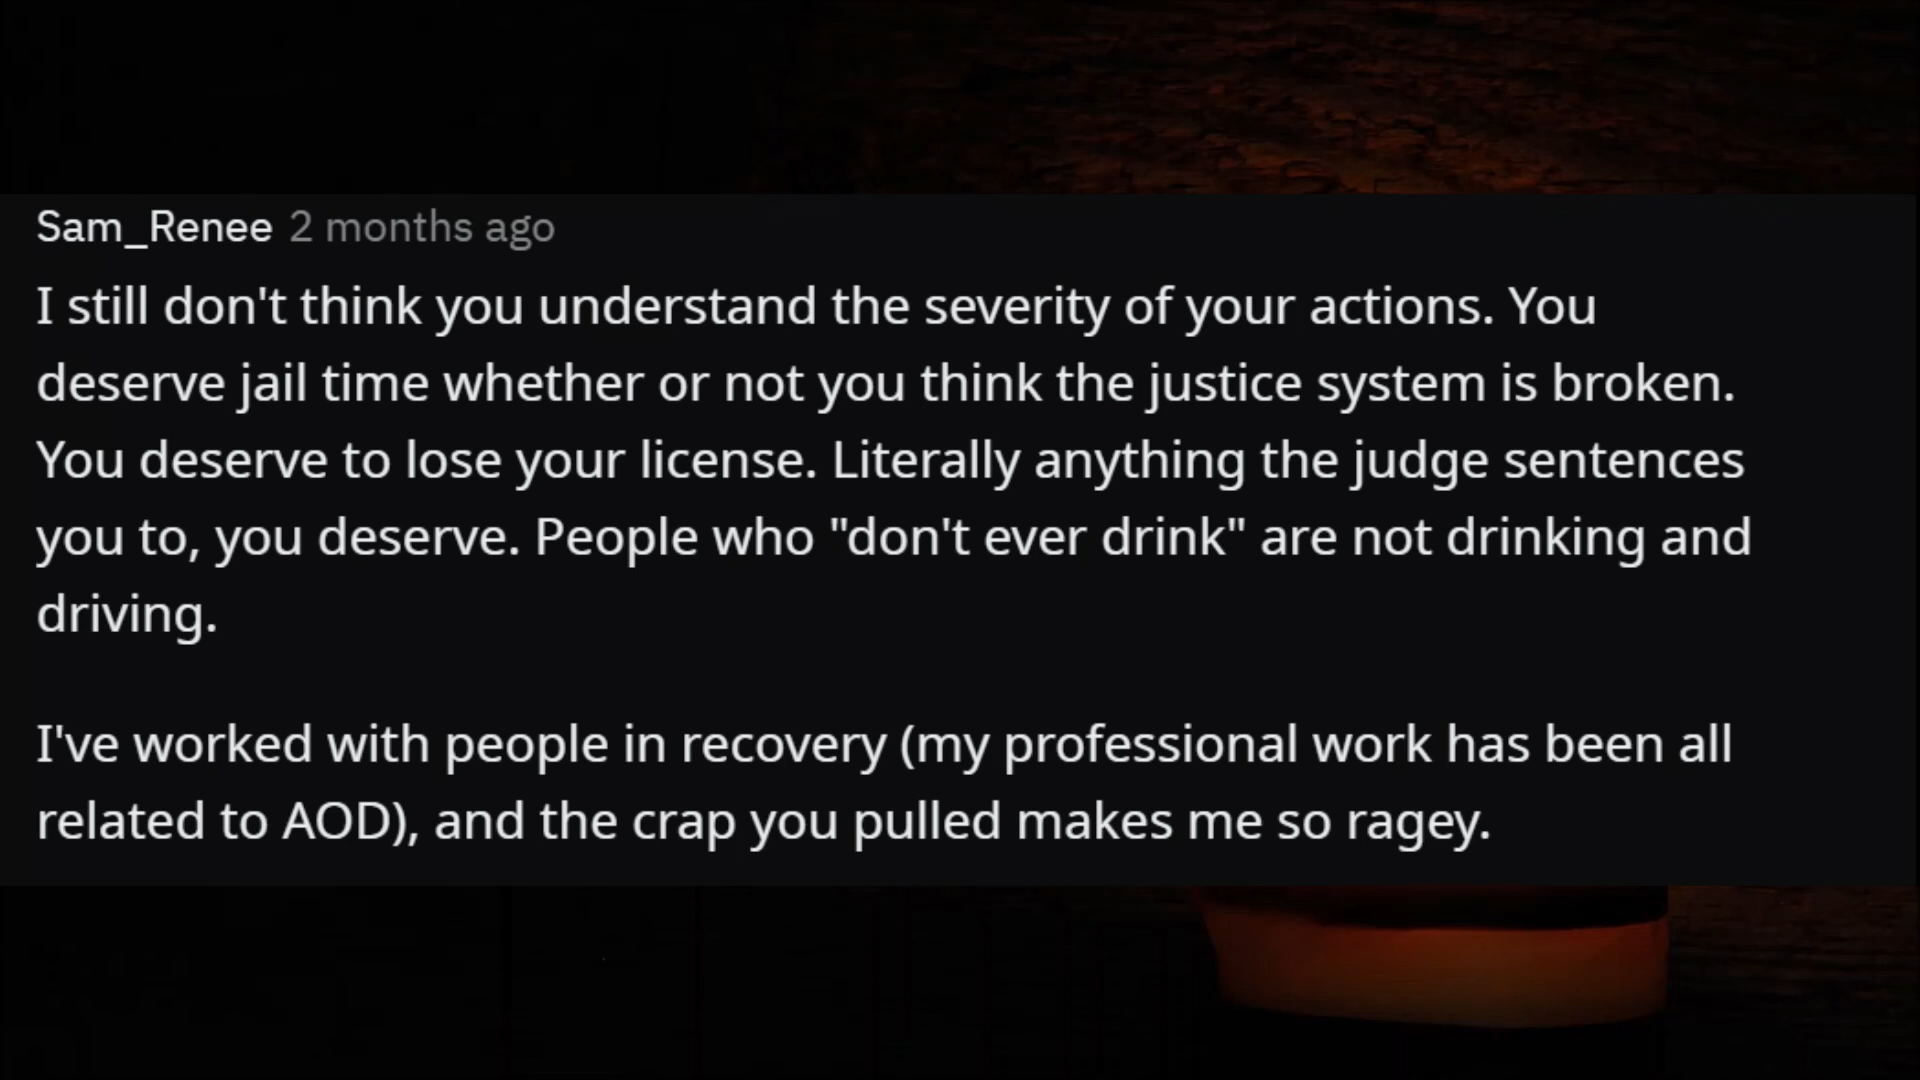 Sam_Renee 2 months ago
I still don't think you understand the severity of your actions. You
deserve jail time whether or not you think the justice system is broken.
You deserve to lose your license. Literally anything the judge sentences
you to, you deserve. People who "don't ever drink" are not drinking and
driving.
I've worked with people in recovery (my professional work has been all
related to AOD), and the crap you pulled makes me so ragey.